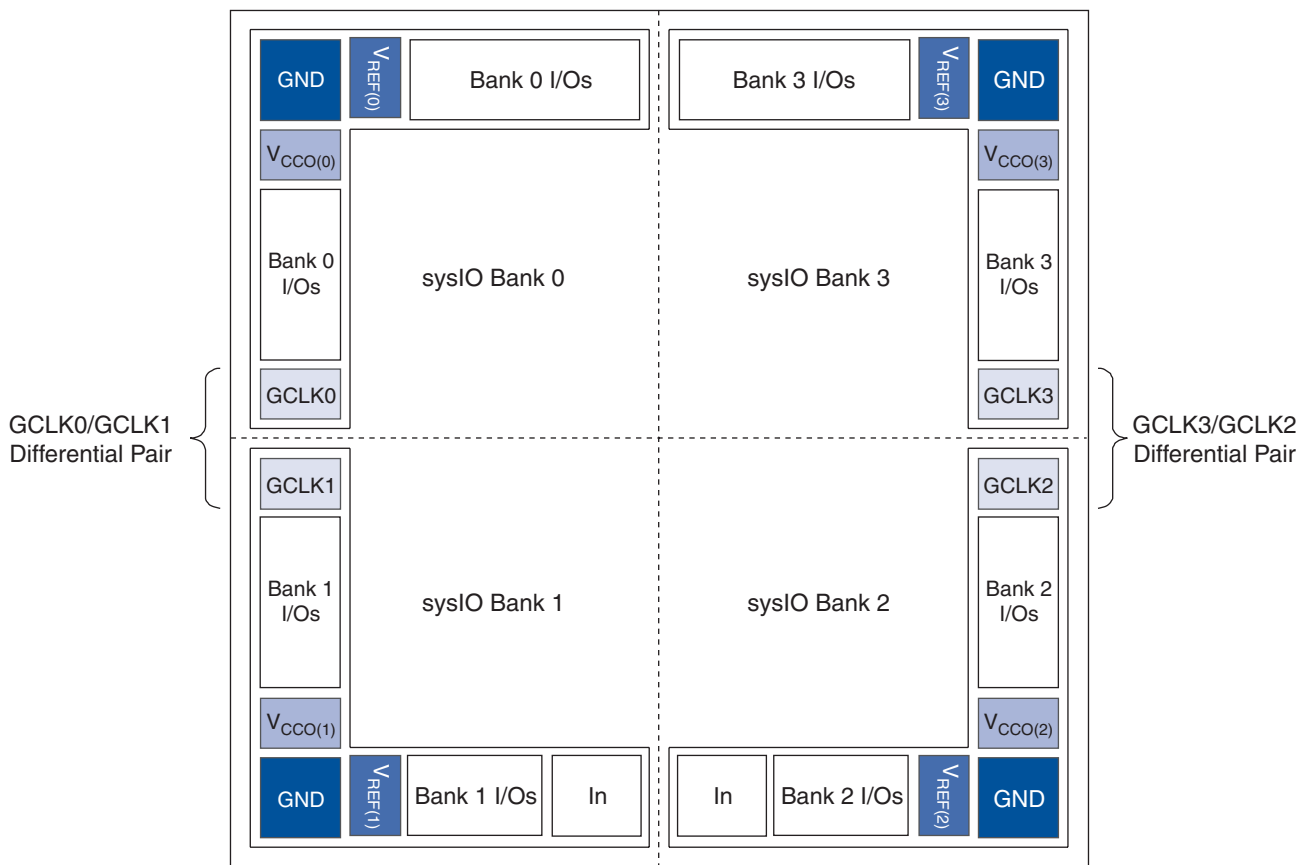 GND
VREF(0)
Bank 0 I/Os
Bank 3 I/Os
VREF(3)
GND
VCCO(0)
VCCO(3)
Bank 0
I/Os
sysIO Bank 0
sysIO Bank 3
Bank 3
I/Os
GCLK0
GCLK3
GCLK0/GCLK1
Differential Pair
GCLK3/GCLK2
Differential Pair
GCLK1
GCLK2
Bank 1
I/Os
sysIO Bank 1
sysIO Bank 2
Bank 2
I/Os
VCCO(1)
VCCO(2)
GND
VREF(1)
Bank 1 I/Os
In
In
Bank 2 I/Os
VREF(2)
GND